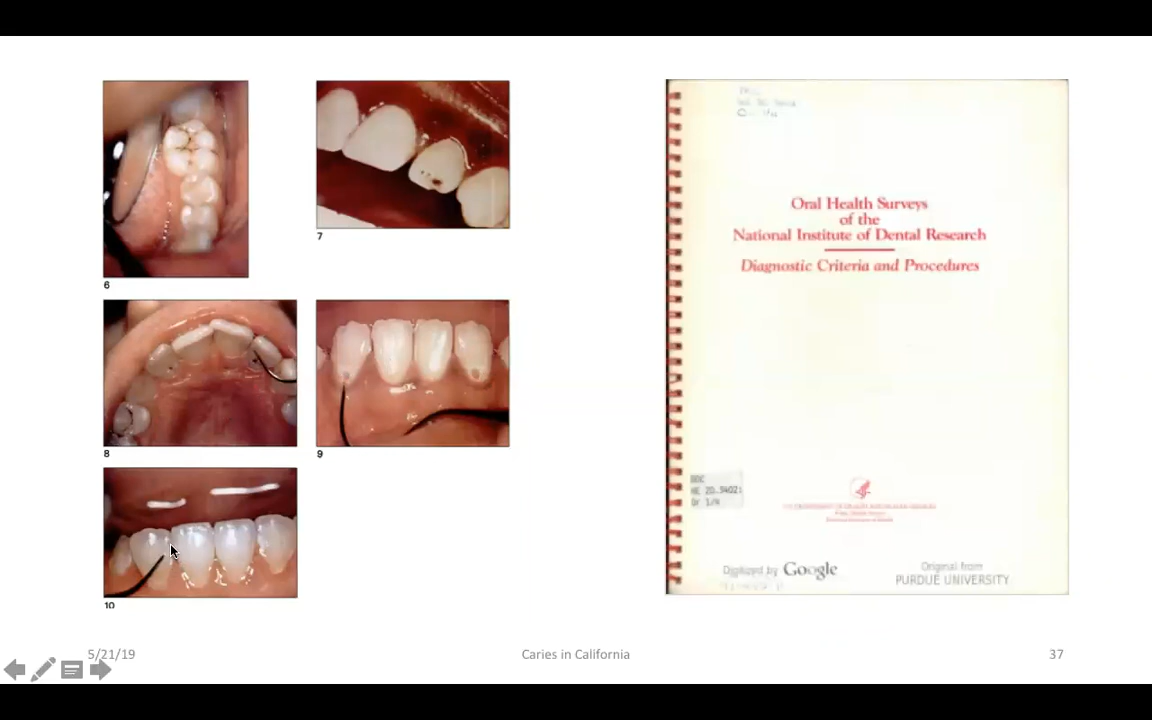 6
7
8
9
10
Oral Health Surveys
of the
National Institute of Dental Research
Diagnostic Criteria and Procedures
Digitized by Google
Original from
PURDUE UNIVERSITY
5/21/19
Caries in California
37